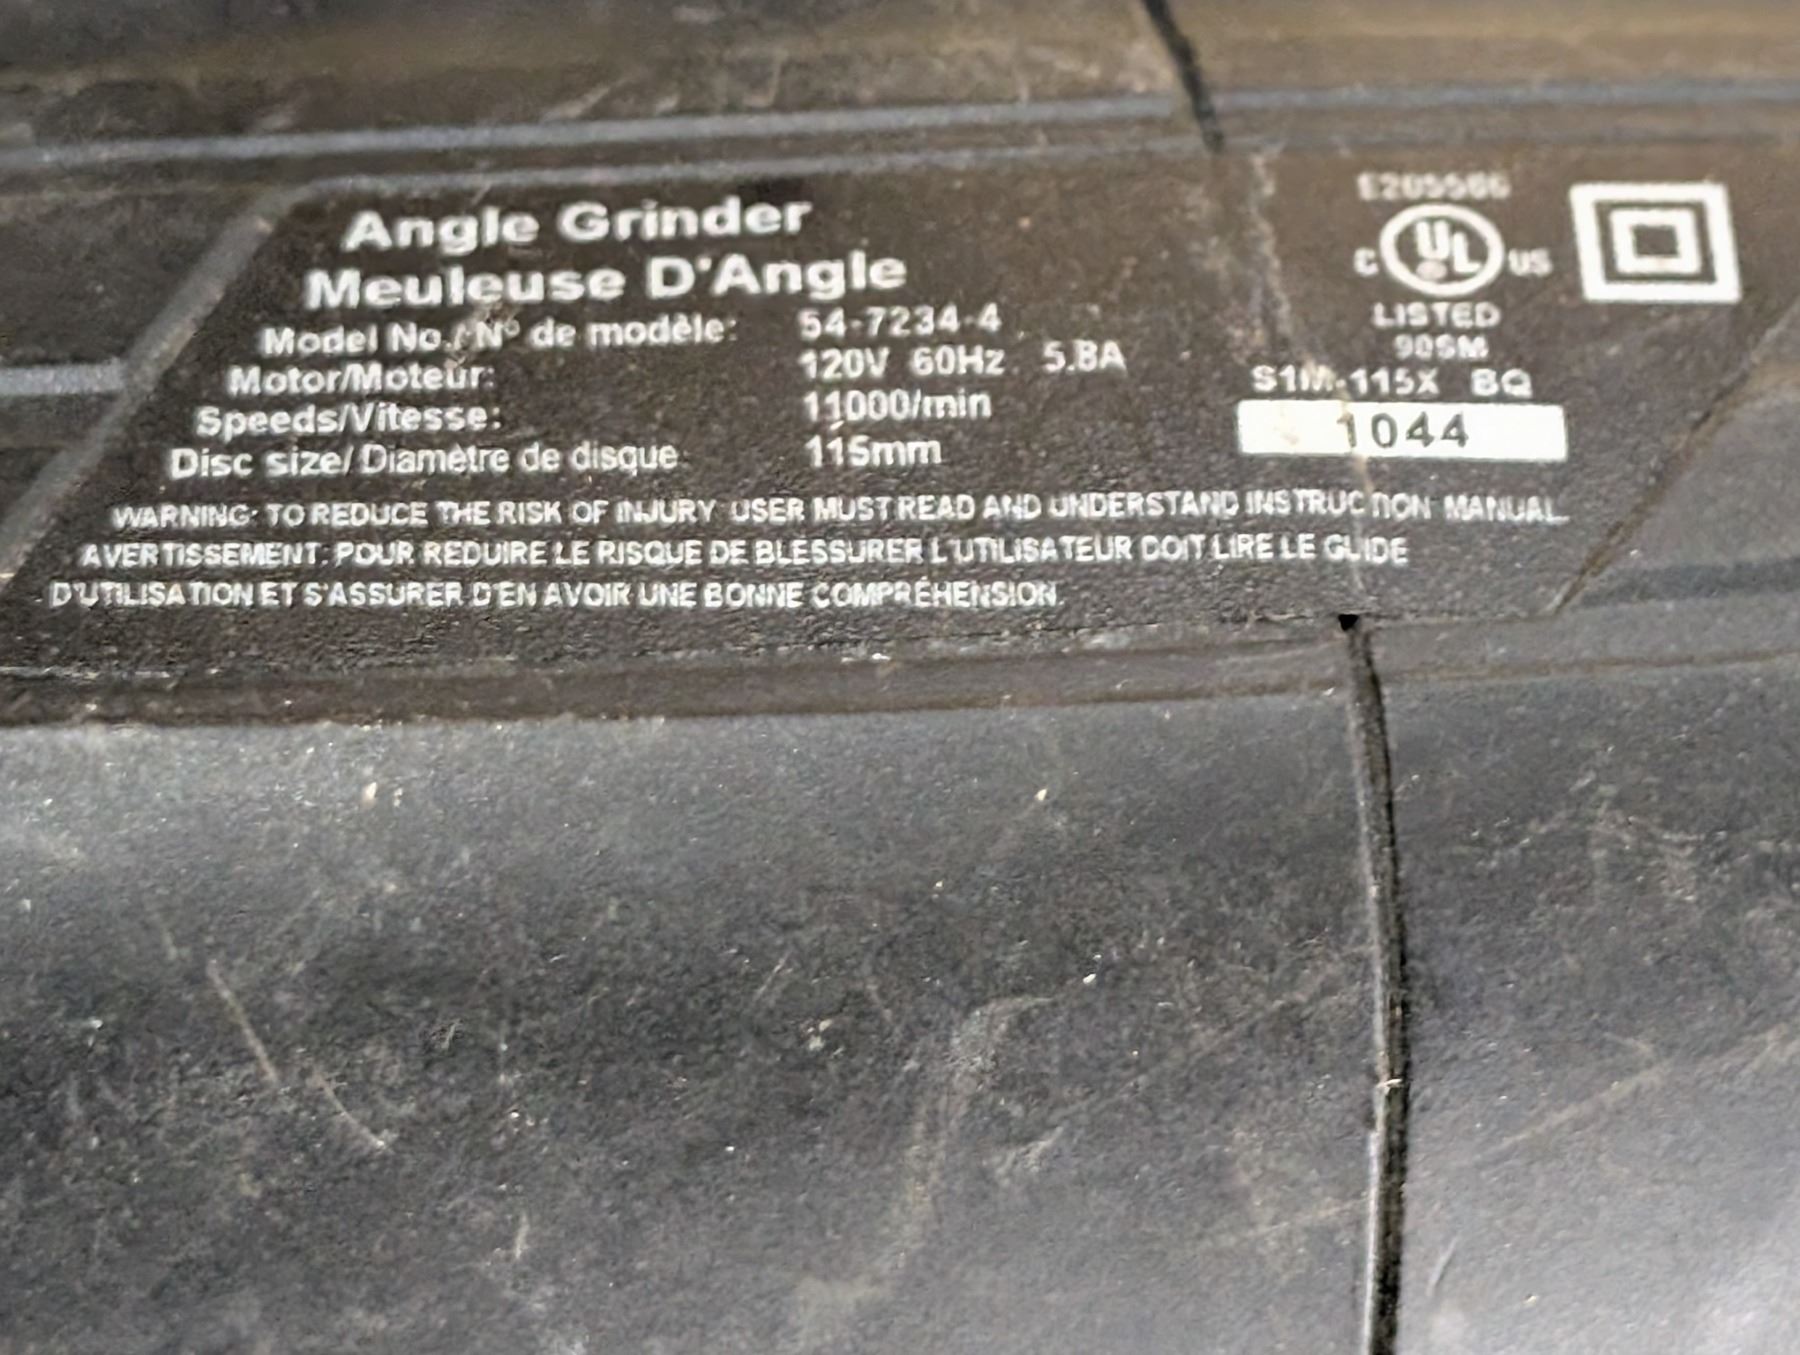 Angle Grinder
Meuleuse D'Angle
Model No./ Nº de modèle: 54-7234-4
Motor/Moteur: 120V 60Hz 5.8A
Speeds/Vitesse: 11000/min
Disc size/ Diamètre de disque: 115mm
WARNING: TO REDUCE THE RISK OF INJURY USER MUST READ AND UNDERSTAND INSTRUCTION MANUAL.
AVERTISSEMENT: POUR REDUIRE LE RISQUE DE BLESSURER L'UTILISATEUR DOIT LIRE LE GUIDE
D'UTILISATION ET S'ASSURER D'EN AVOIR UNE BONNE COMPRÉHENSION.
C UL US
LISTED
90SM
S1M-115X BQ
1044